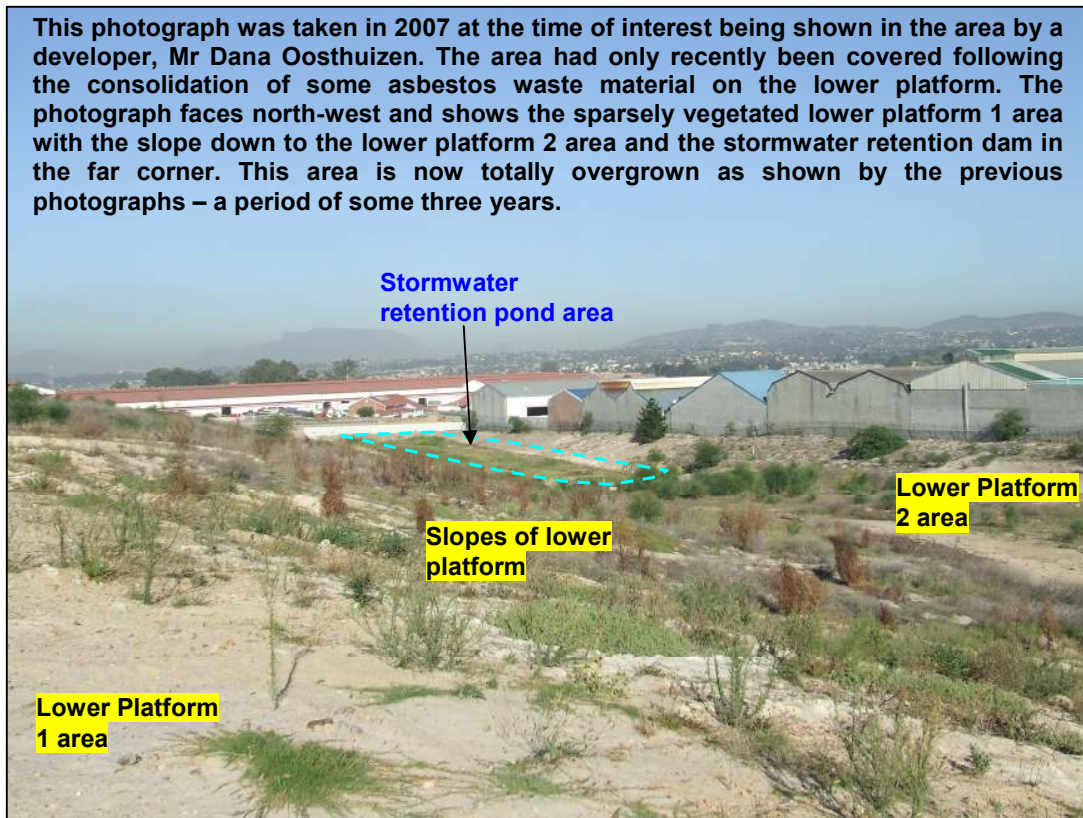 This photograph was taken in 2007 at the time of interest being shown in the area by a
developer, Mr Dana Oosthuizen. The area had only recently been covered following
the consolidation of some asbestos waste material on the lower platform. The
photograph faces north-west and shows the sparsely vegetated lower platform 1 area
with the slope down to the lower platform 2 area and the stormwater retention dam in
the far corner. This area is now totally overgrown as shown by the previous
photographs – a period of some three years.
Stormwater
retention pond area
Lower Platform
2 area
Slopes of lower
platform
Lower Platform
1 area